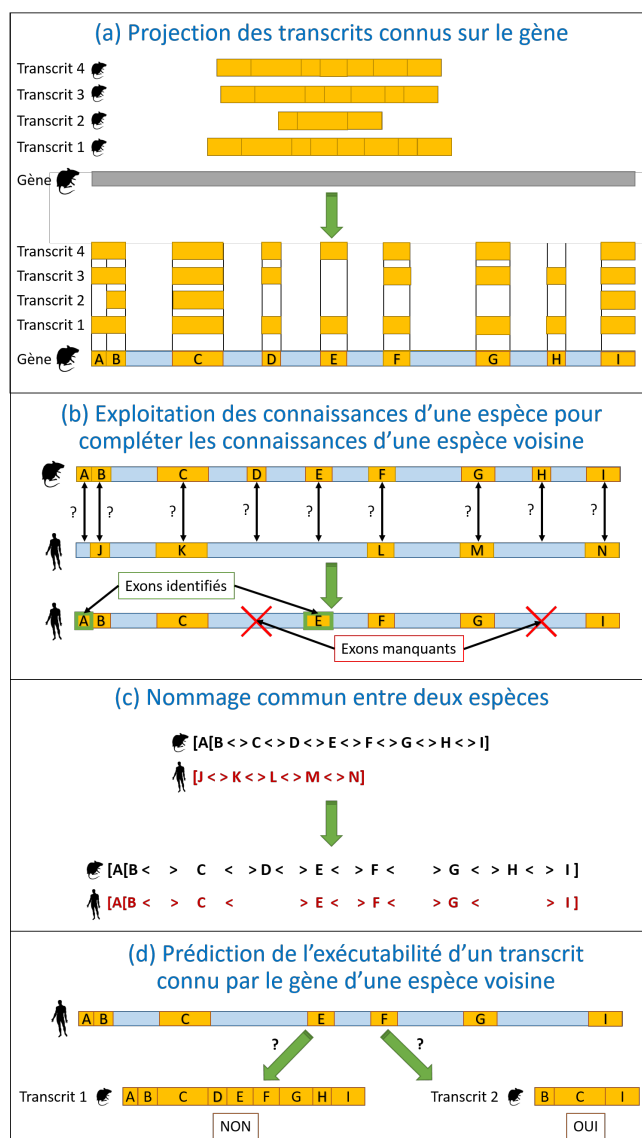 (a) Projection des transcrits connus sur le gène
Transcrit 4
Transcrit 3
Transcrit 2
Transcrit 1
Gène
Transcrit 4
Transcrit 3
Transcrit 2
Transcrit 1
Gène A B C D E F G H I
(b) Exploitation des connaissances d'une espèce pour
compléter les connaissances d'une espèce voisine
A B C D E F G H I
? ? ? ? ? ? ? ? ?
J K L M N
Exons identifiés
A B C E F G I
Exons manquants
(c) Nommage commun entre deux espèces
[A[B < > C < > D < > E < > F < > G < > H < > I]
[J < > K < > L < > M < > N]
[A[B < > C < > D < > E < > F < > G < > H < > I ]
[A[B < > C < > E < > F < > G < > I ]
(d) Prédiction de l'exécutabilité d'un transcrit
connu par le gène d'une espèce voisine
A B C E F G I
? ?
Transcrit 1 A B C D E F G H I Transcrit 2 B C I
NON OUI